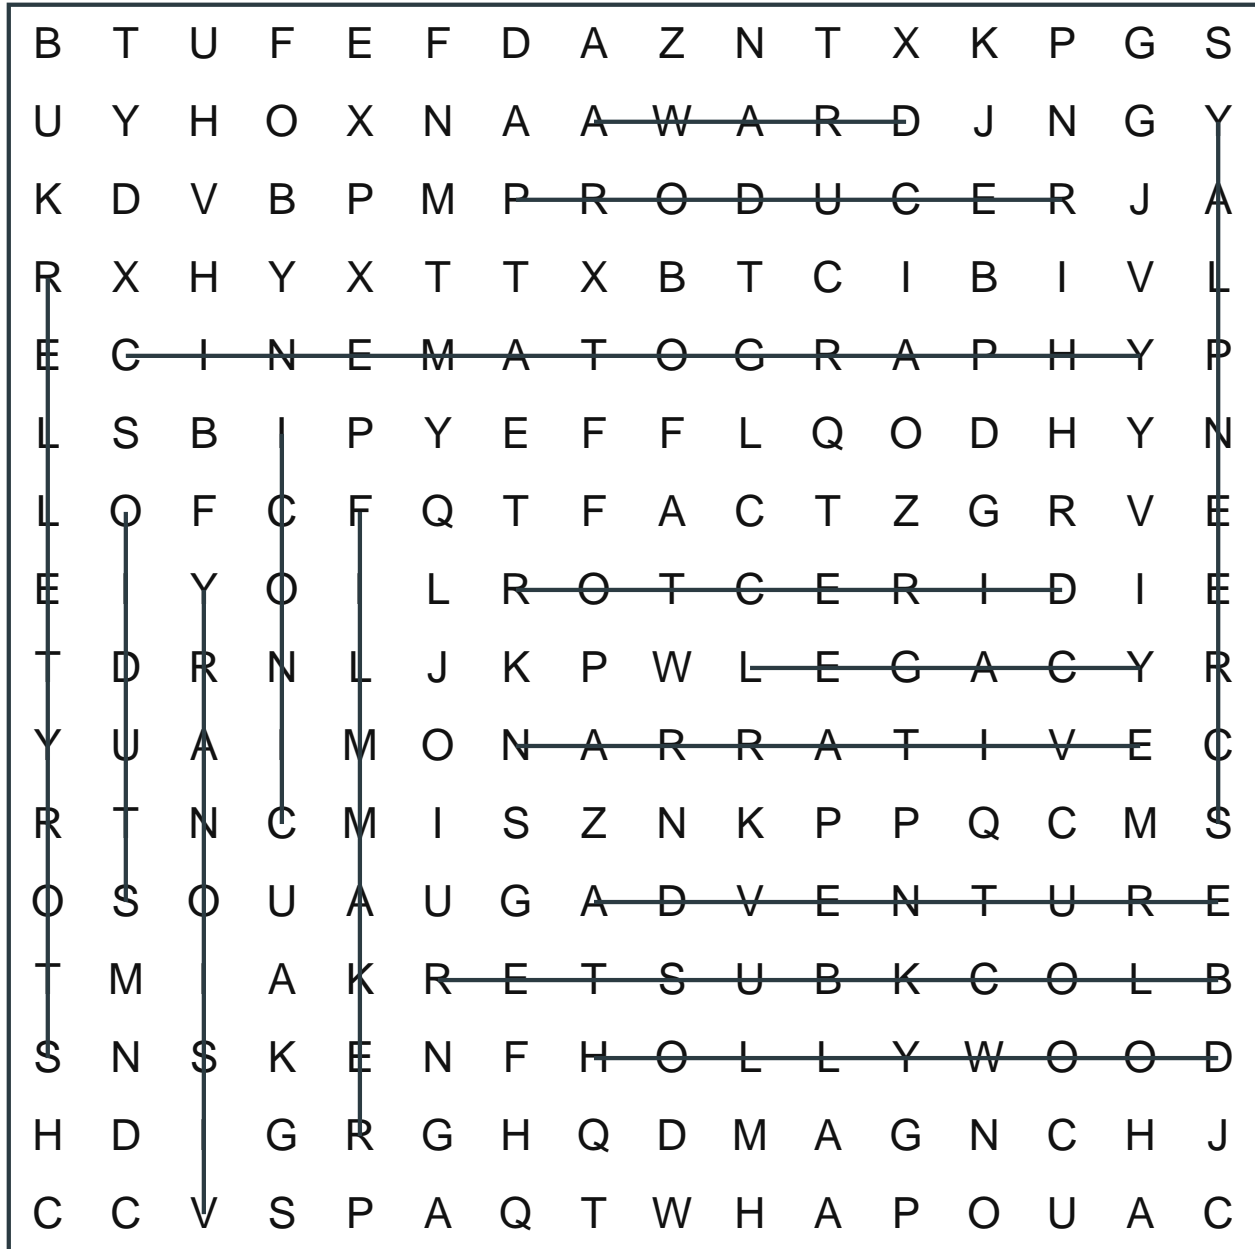 B T U F E F D A Z N T X K P G S
U Y H O X N A A W A R D J N G Y
K D V B P M P R O D U C E R J A
R X H Y X T T X B T C I B I V L
E C I N E M A T O G R A P H Y P
L S B I P Y E F F L Q O D H Y N
L O F C F Q T F A C T Z G R V E
E I Y O I L R O T C E R I D I E
T D R N L J K P W L E G A C Y R
Y U A I M O N A R R A T I V E C
R T N C M I S Z N K P P Q C M S
O S O U A U G A D V E N T U R E
T M I A K R E T S U B K C O L B
S N S K E N F H O L L Y W O O D
H D I G R G H Q D M A G N C H J
C C V S P A Q T W H A P O U A C